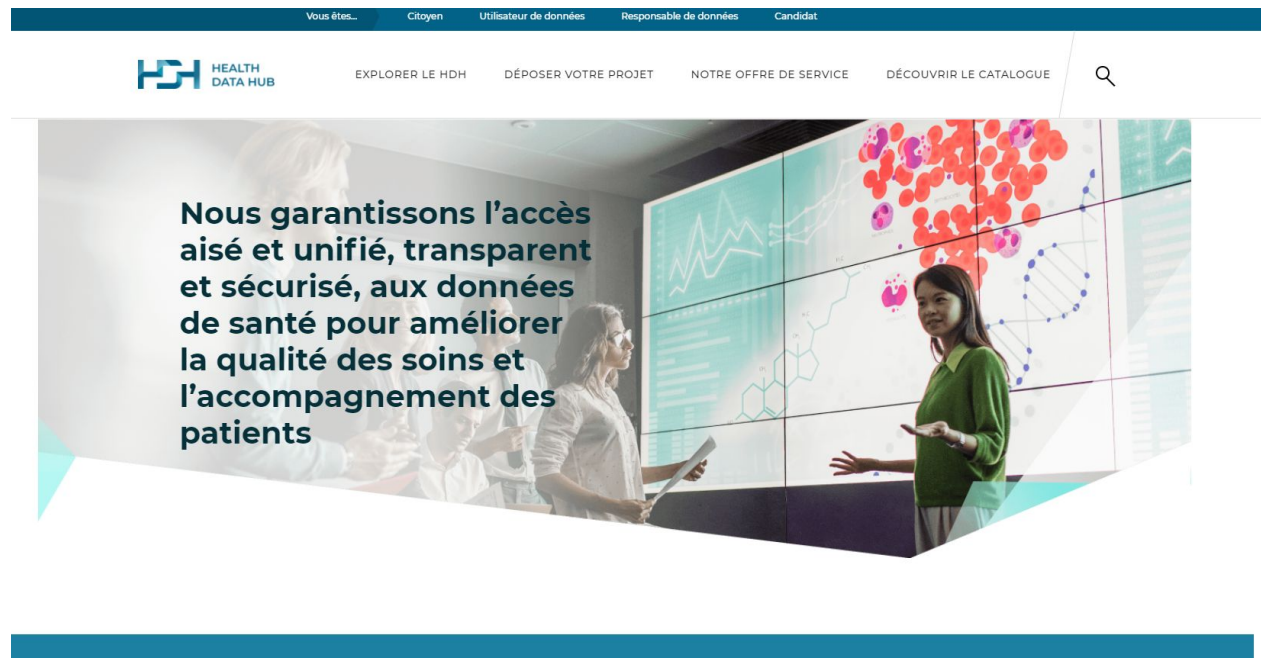 Vous êtes... Citoyen Utilisateur de données Responsable de données Candidat
HEALTH
DATA HUB
EXPLORER LE HDH DÉPOSER VOTRE PROJET NOTRE OFFRE DE SERVICE DÉCOUVRIR LE CATALOGUE
Nous garantissons l’accès
aisé et unifié, transparent
et sécurisé, aux données
de santé pour améliorer
la qualité des soins et
l’accompagnement des
patients